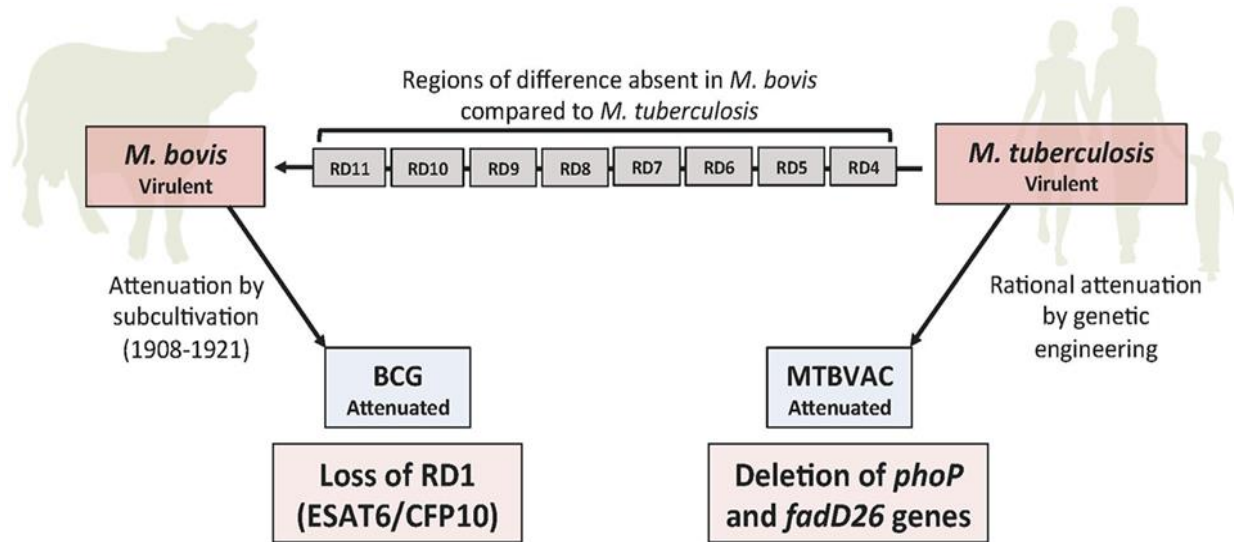 Regions of difference absent in M. bovis
compared to M. tuberculosis
M. bovis
Virulent
RD11
RD10
RD9
RD8
RD7
RD6
RD5
RD4
M. tuberculosis
Virulent
Attenuation by
subcultivation
(1908-1921)
Rational attenuation
by genetic
engineering
BCG
Attenuated
MTBVAC
Attenuated
Loss of RD1
(ESAT6/CFP10)
Deletion of phoP
and fadD26 genes